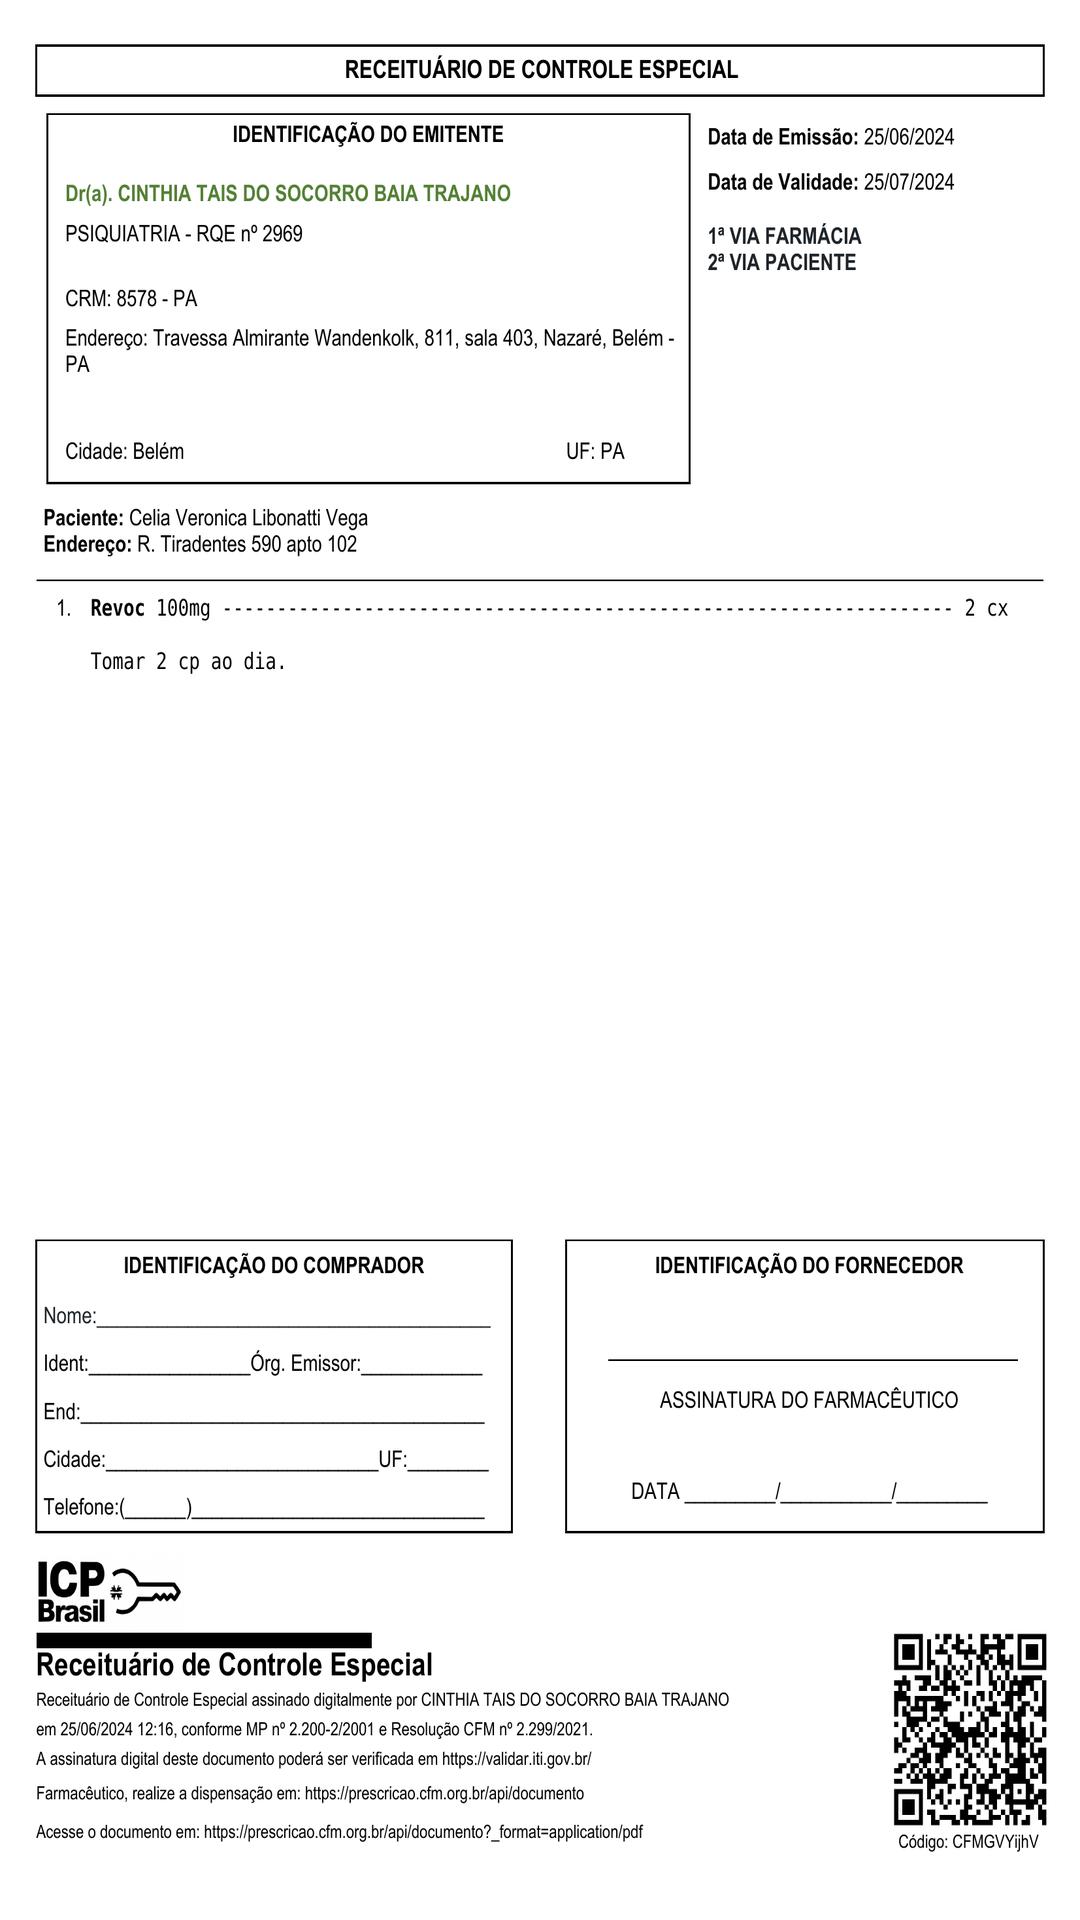 RECEITUÁRIO DE CONTROLE ESPECIAL
IDENTIFICAÇÃO DO EMITENTE
Dr(a). CINTHIA TAIS DO SOCORRO BAIA TRAJANO
PSIQUIATRIA - RQE nº 2969
CRM: 8578 - PA
Endereço: Travessa Almirante Wandenkolk, 811, sala 403, Nazaré, Belém -
PA
Cidade: Belém UF: PA
Data de Emissão: 25/06/2024
Data de Validade: 25/07/2024
1ª VIA FARMÁCIA
2ª VIA PACIENTE
Paciente: Celia Veronica Libonatti Vega
Endereço: R. Tiradentes 590 apto 102
1. Revoc 100mg ------------------------------------------------------------------- 2 cx
Tomar 2 cp ao dia.
IDENTIFICAÇÃO DO COMPRADOR
Nome:_______________________________________
Ident:________________Órg. Emissor:____________
End:________________________________________
Cidade:___________________________UF:________
Telefone:(______)_____________________________
IDENTIFICAÇÃO DO FORNECEDOR
ASSINATURA DO FARMACÊUTICO
DATA _________/___________/_________
ICP
Brasil
Receituário de Controle Especial
Receituário de Controle Especial assinado digitalmente por CINTHIA TAIS DO SOCORRO BAIA TRAJANO
em 25/06/2024 12:16, conforme MP nº 2.200-2/2001 e Resolução CFM nº 2.299/2021.
A assinatura digital deste documento poderá ser verificada em https://validar.iti.gov.br/
Farmacêutico, realize a dispensação em: https://prescricao.cfm.org.br/api/documento
Acesse o documento em: https://prescricao.cfm.org.br/api/documento?_format=application/pdf
Código: CFMGVYijhV